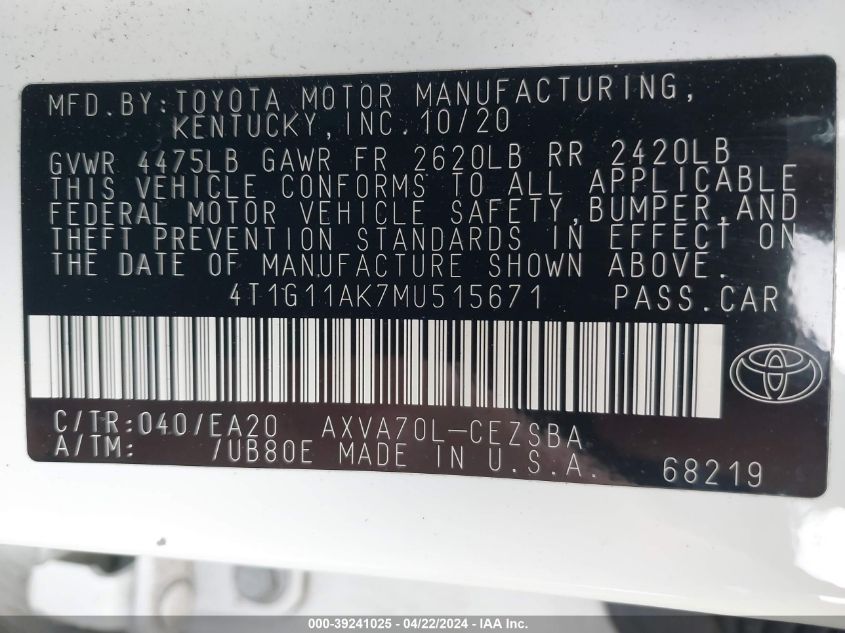 MFD. BY: TOYOTA MOTOR MANUFACTURING,
KENTUCKY, INC. 10/20
GVWR 4475LB GAWR FR 2620LB RR 2420LB
THIS VEHICLE CONFORMS TO ALL APPLICABLE
FEDERAL MOTOR VEHICLE SAFETY, BUMPER, AND
THEFT PREVENTION STANDARDS IN EFFECT ON
THE DATE OF MANUFACTURE SHOWN ABOVE.
4T1G11AK7MU515671 PASS. CAR
C/TR: 040/EA20 AXVA70L-CEZSBA
A/TM: /UB80E MADE IN U.S.A. 68219
000-39241025 - 04/22/2024 - IAA Inc.